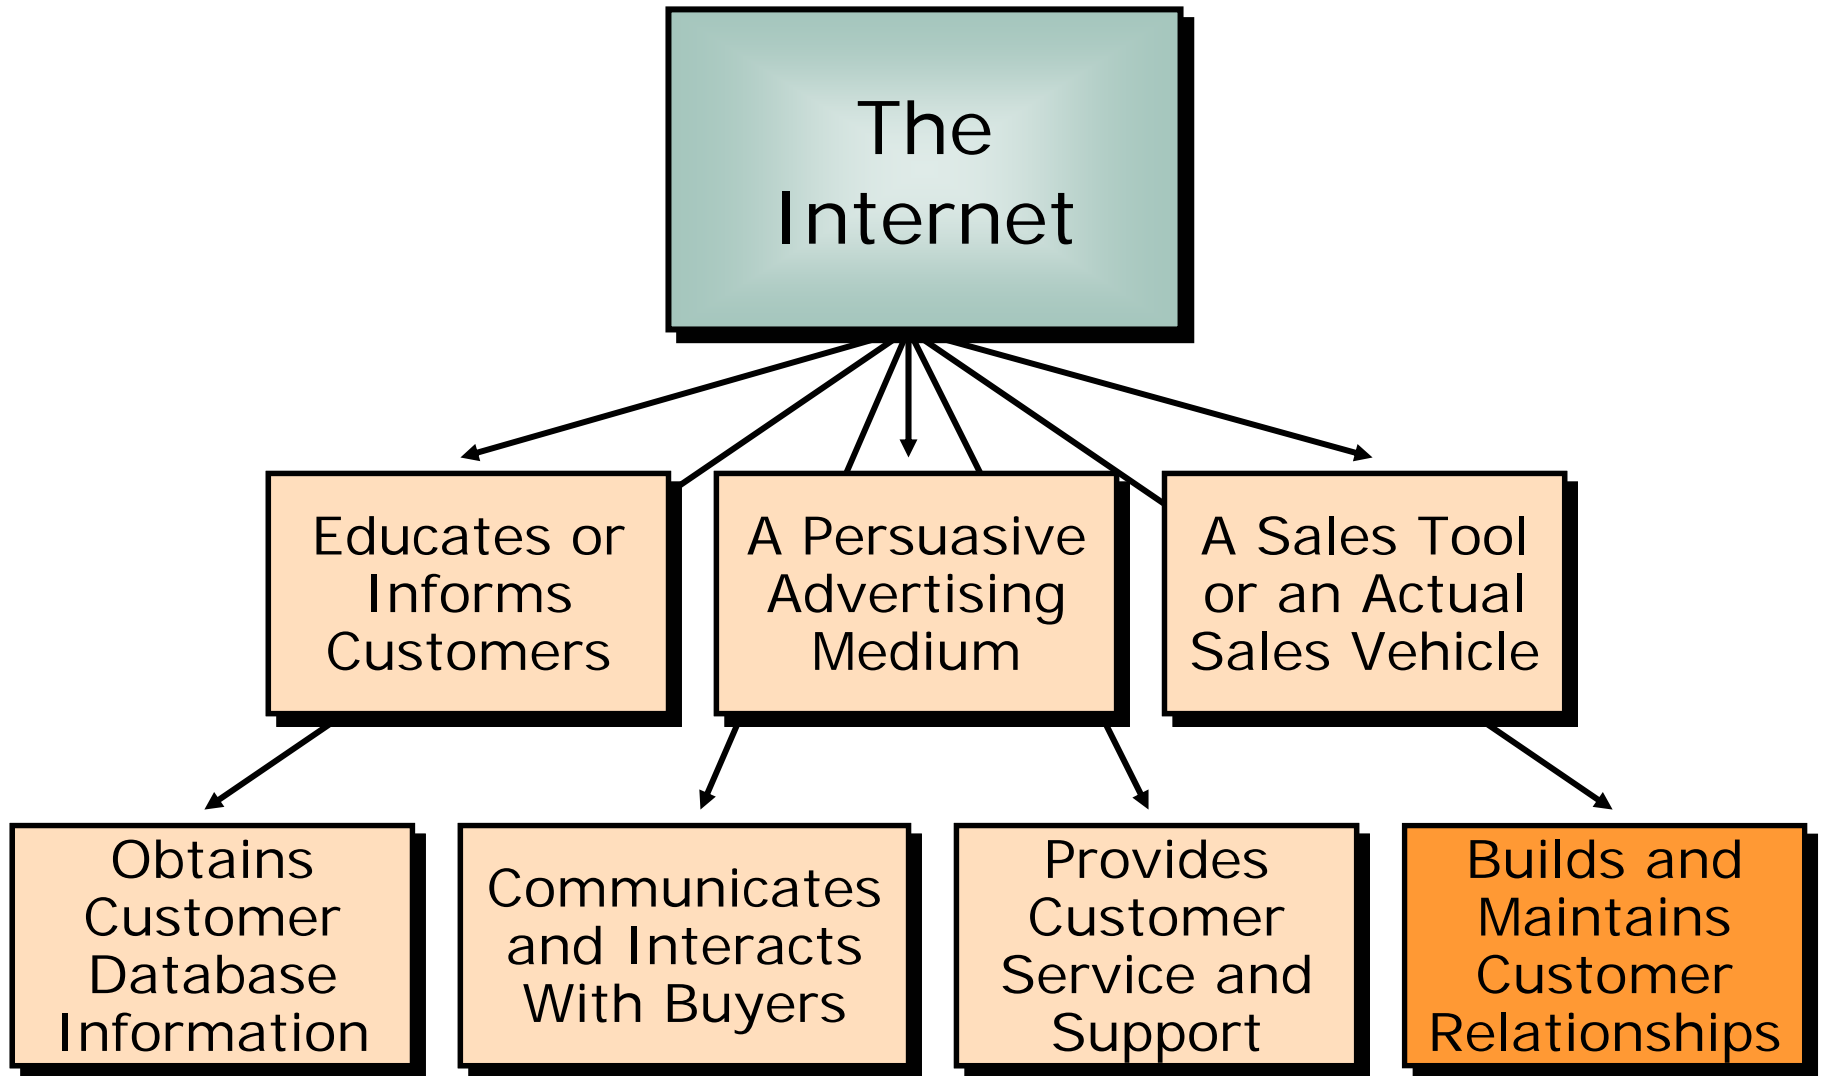 The
Internet
Educates or
Informs
Customers
A Persuasive
Advertising
Medium
A Sales Tool
or an Actual
Sales Vehicle
Obtains
Customer
Database
Information
Communicates
and Interacts
With Buyers
Provides
Customer
Service and
Support
Builds and
Maintains
Customer
Relationships